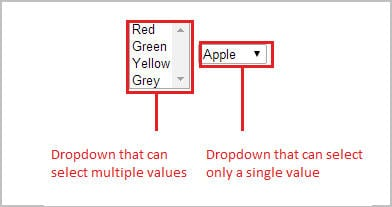 Red
Green
Yellow
Grey
Apple
Dropdown that can
select multiple values
Dropdown that can select
only a single value